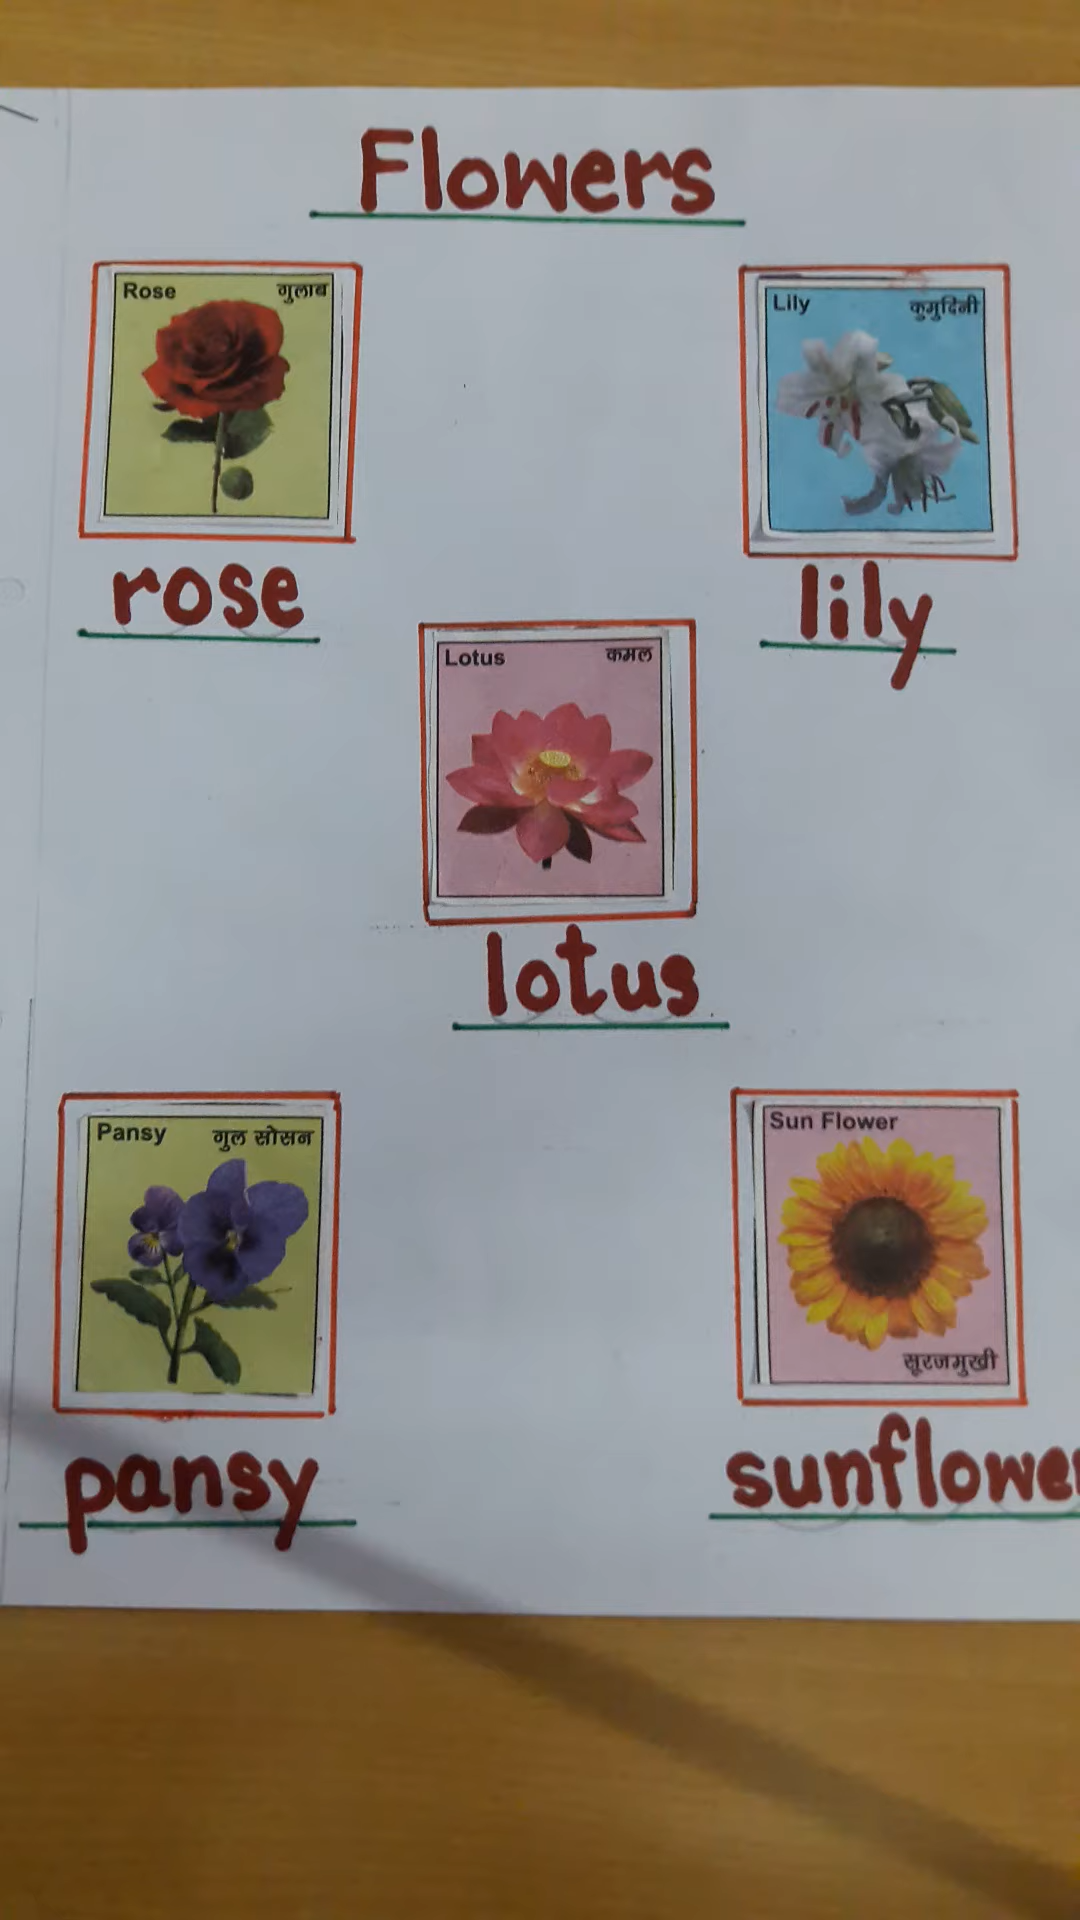 Flowers
Rose गुलाब
rose
Lily कुमुदिनी
lily
Lotus कमल
lotus
Pansy गुल सोसन
pansy
Sun Flower
सूरजमुखी
sunflower